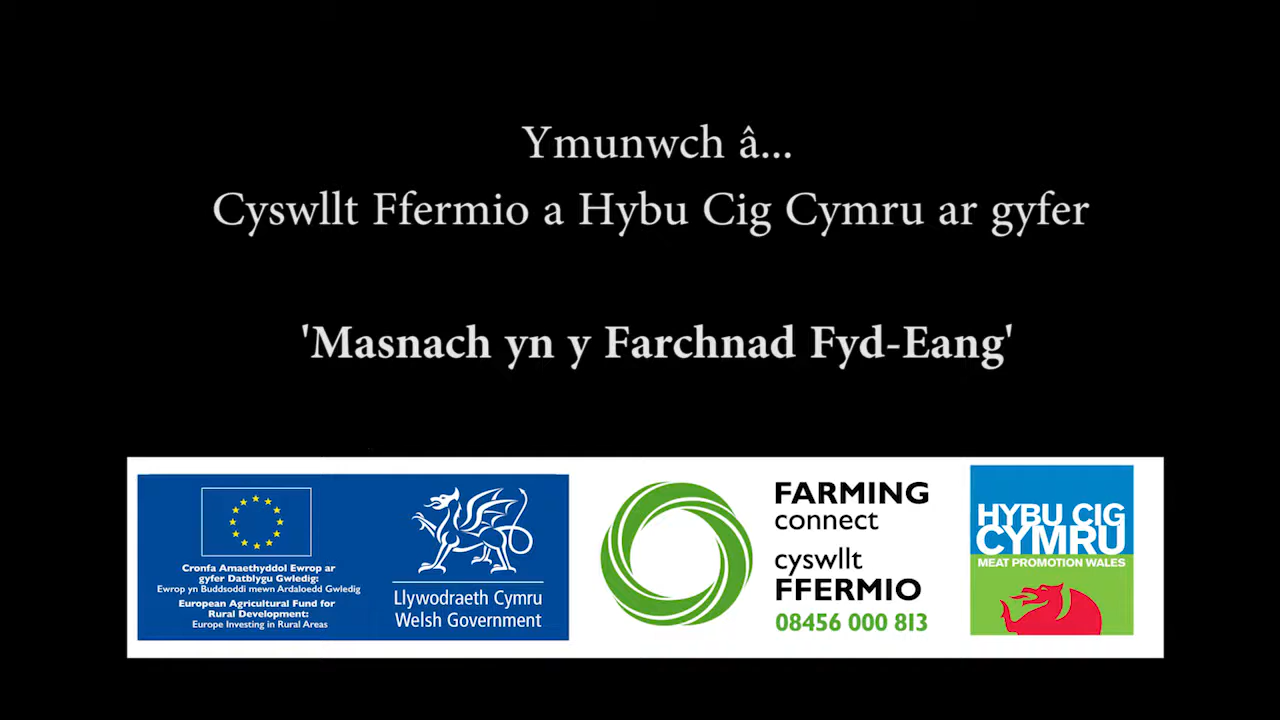 Ymunwch â...
Cyswllt Ffermio a Hybu Cig Cymru ar gyfer
'Masnach yn y Farchnad Fyd-Eang'
Cronfa Amaethyddol Ewrop ar
gyfer Datblygu Gwledig:
Ewrop yn Buddsoddi mewn Ardaloedd Gwledig
European Agricultural Fund for
Rural Development:
Europe Investing in Rural Areas
Llywodraeth Cymru
Welsh Government
FARMING
connect
cyswllt
FFERMIO
08456 000 813
HYBU CIG
CYMRU
MEAT PROMOTION WALES